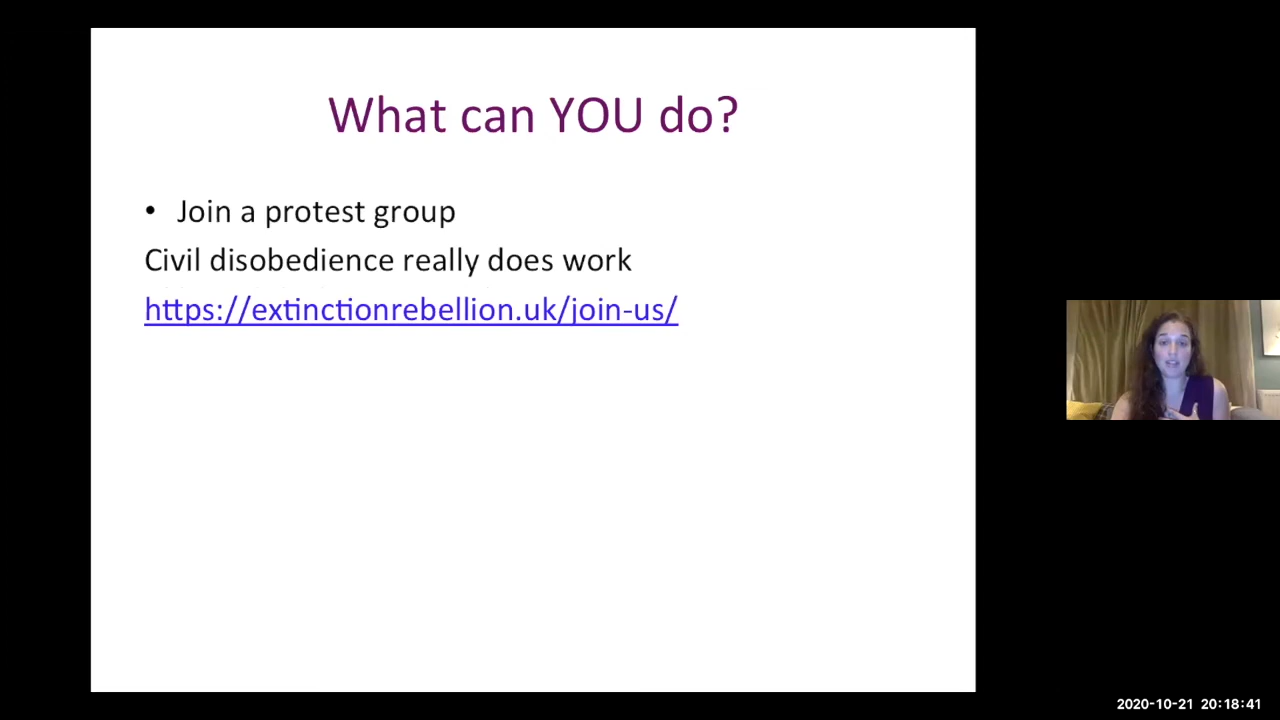 What can YOU do?
• Join a protest group
Civil disobedience really does work
https://extinctionrebellion.uk/join-us/
2020-10-21 20:18:41